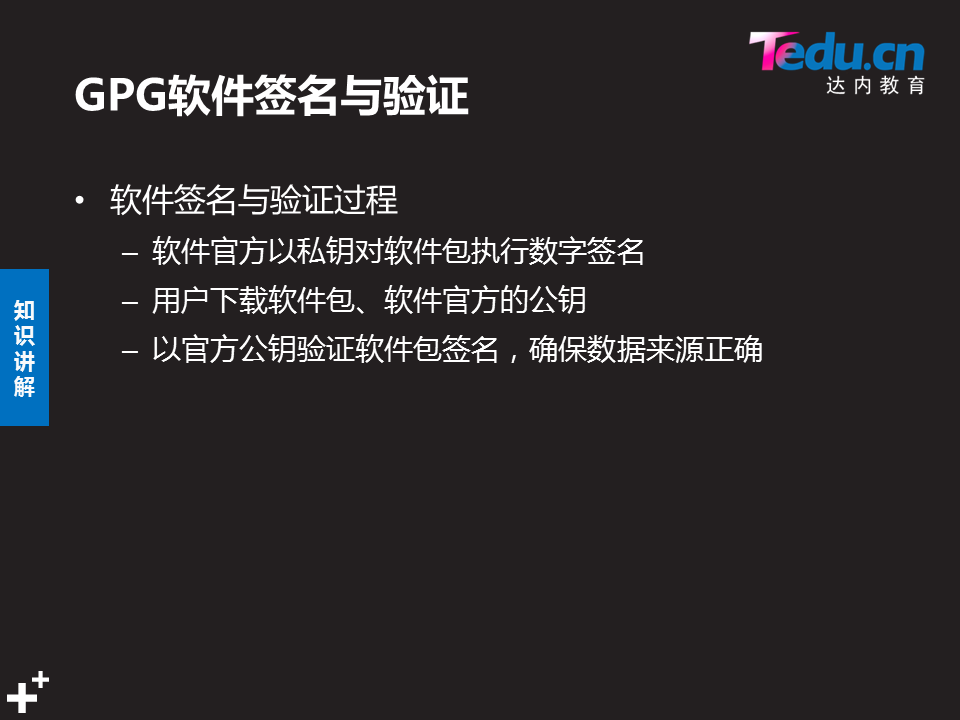 Tedu.cn
达内教育
GPG软件签名与验证
• 软件签名与验证过程
– 软件官方以私钥对软件包执行数字签名
– 用户下载软件包、软件官方的公钥
– 以官方公钥验证软件包签名，确保数据来源正确
知识讲解